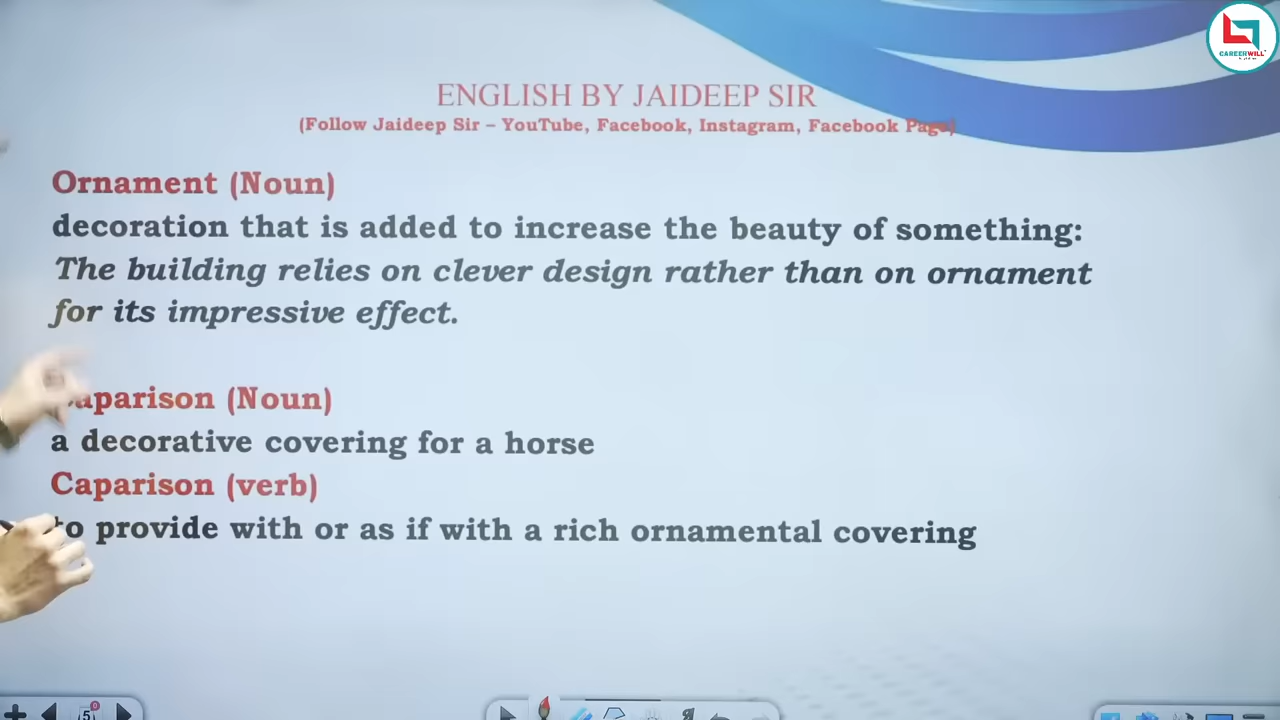 CAREERWILL
ENGLISH BY JAIDEEP SIR
(Follow Jaideep Sir – YouTube, Facebook, Instagram, Facebook Page)
Ornament (Noun)
decoration that is added to increase the beauty of something:
The building relies on clever design rather than on ornament
for its impressive effect.
Caparison (Noun)
a decorative covering for a horse
Caparison (verb)
to provide with or as if with a rich ornamental covering
5